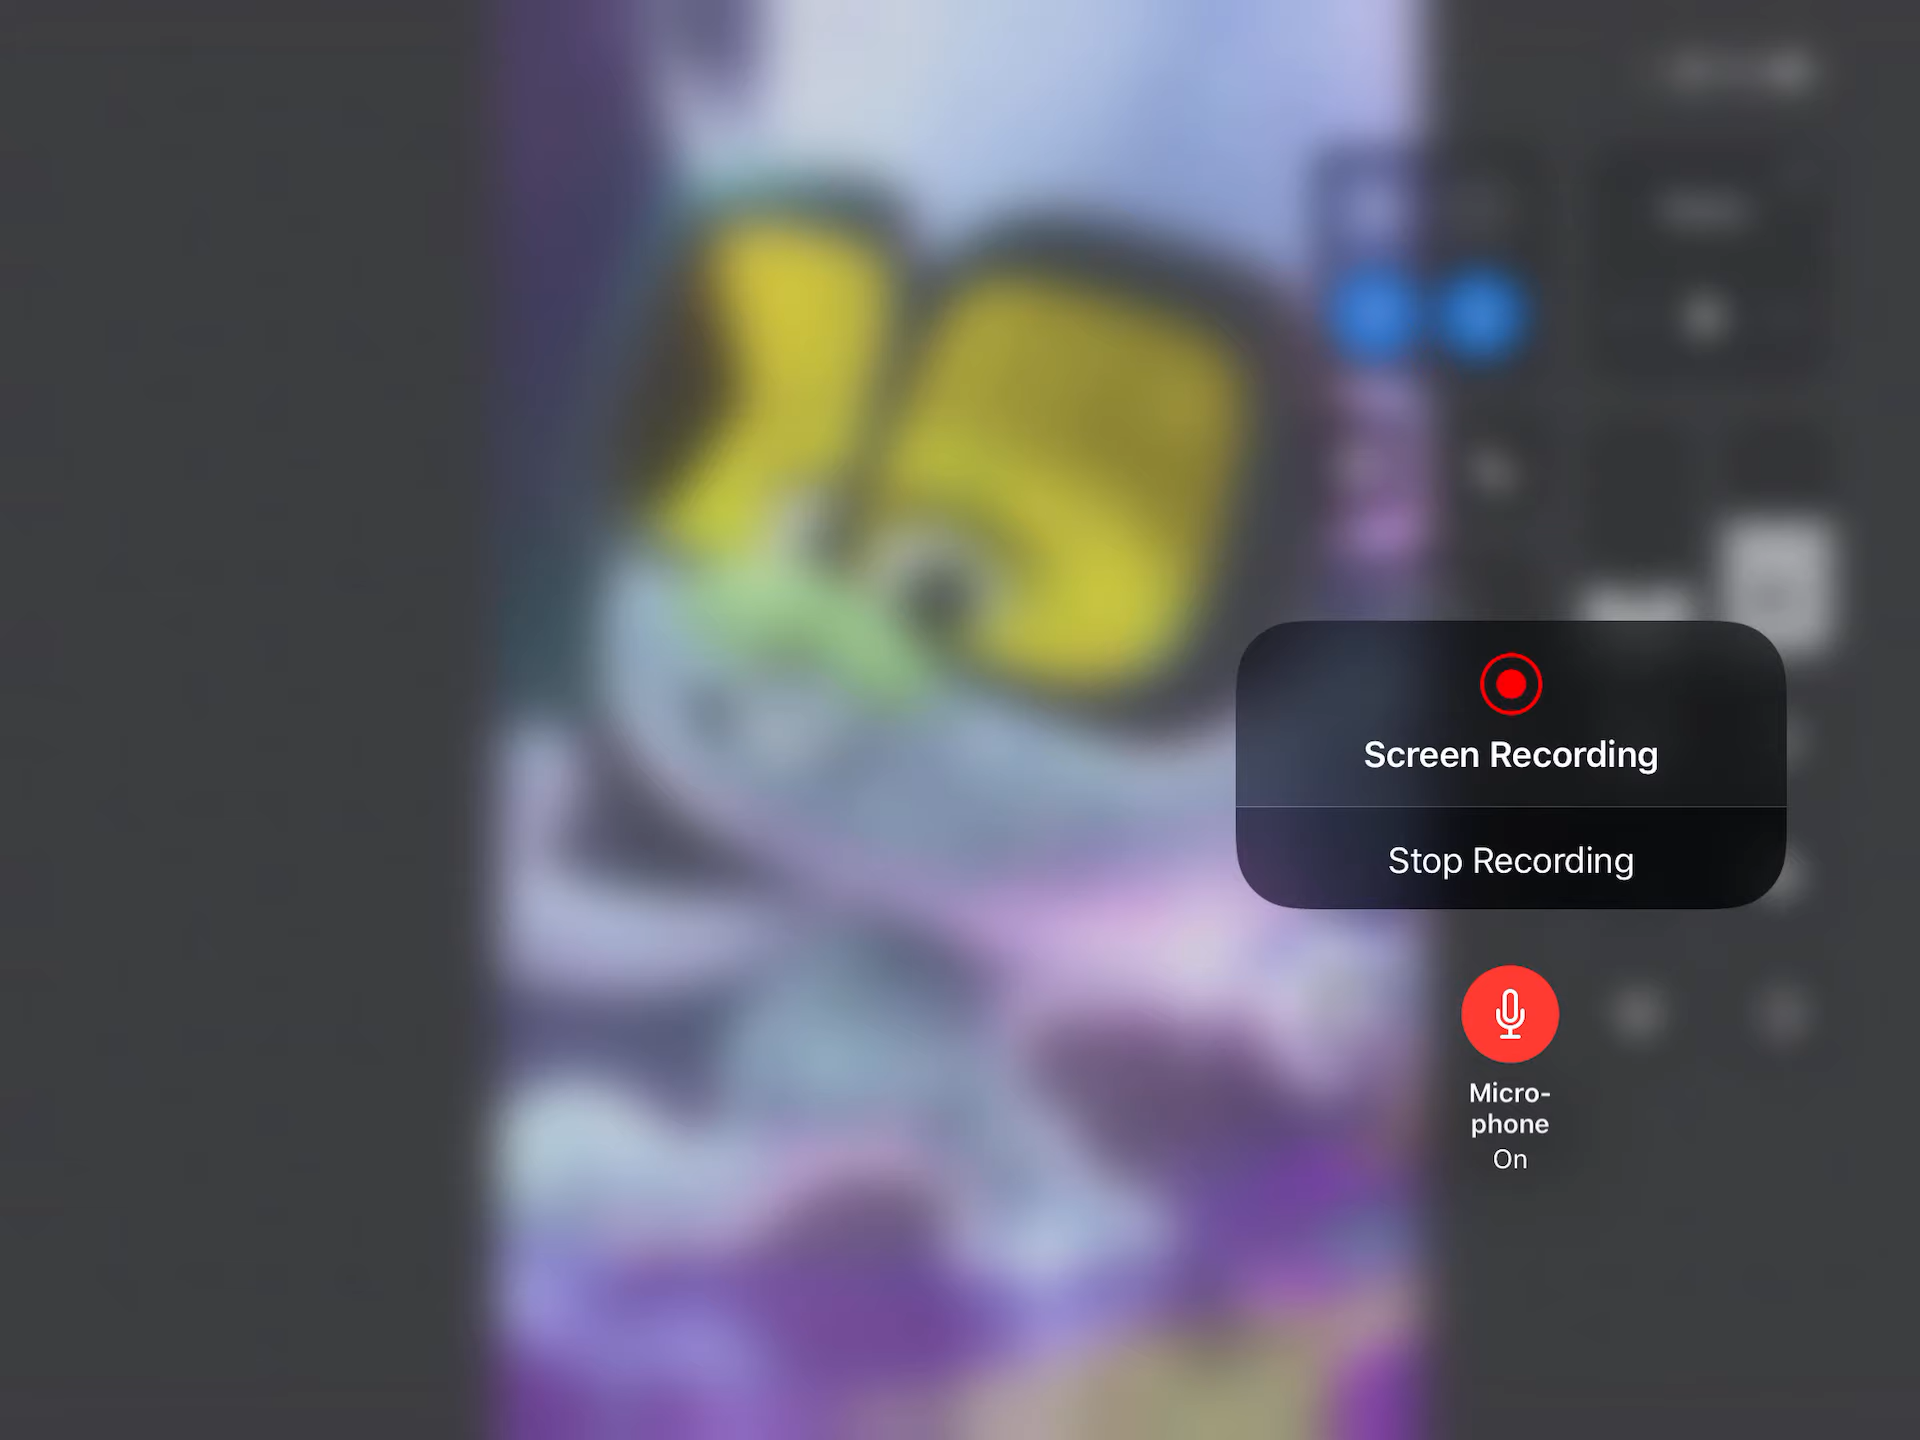 Screen Recording
Stop Recording
Micro-
phone
On